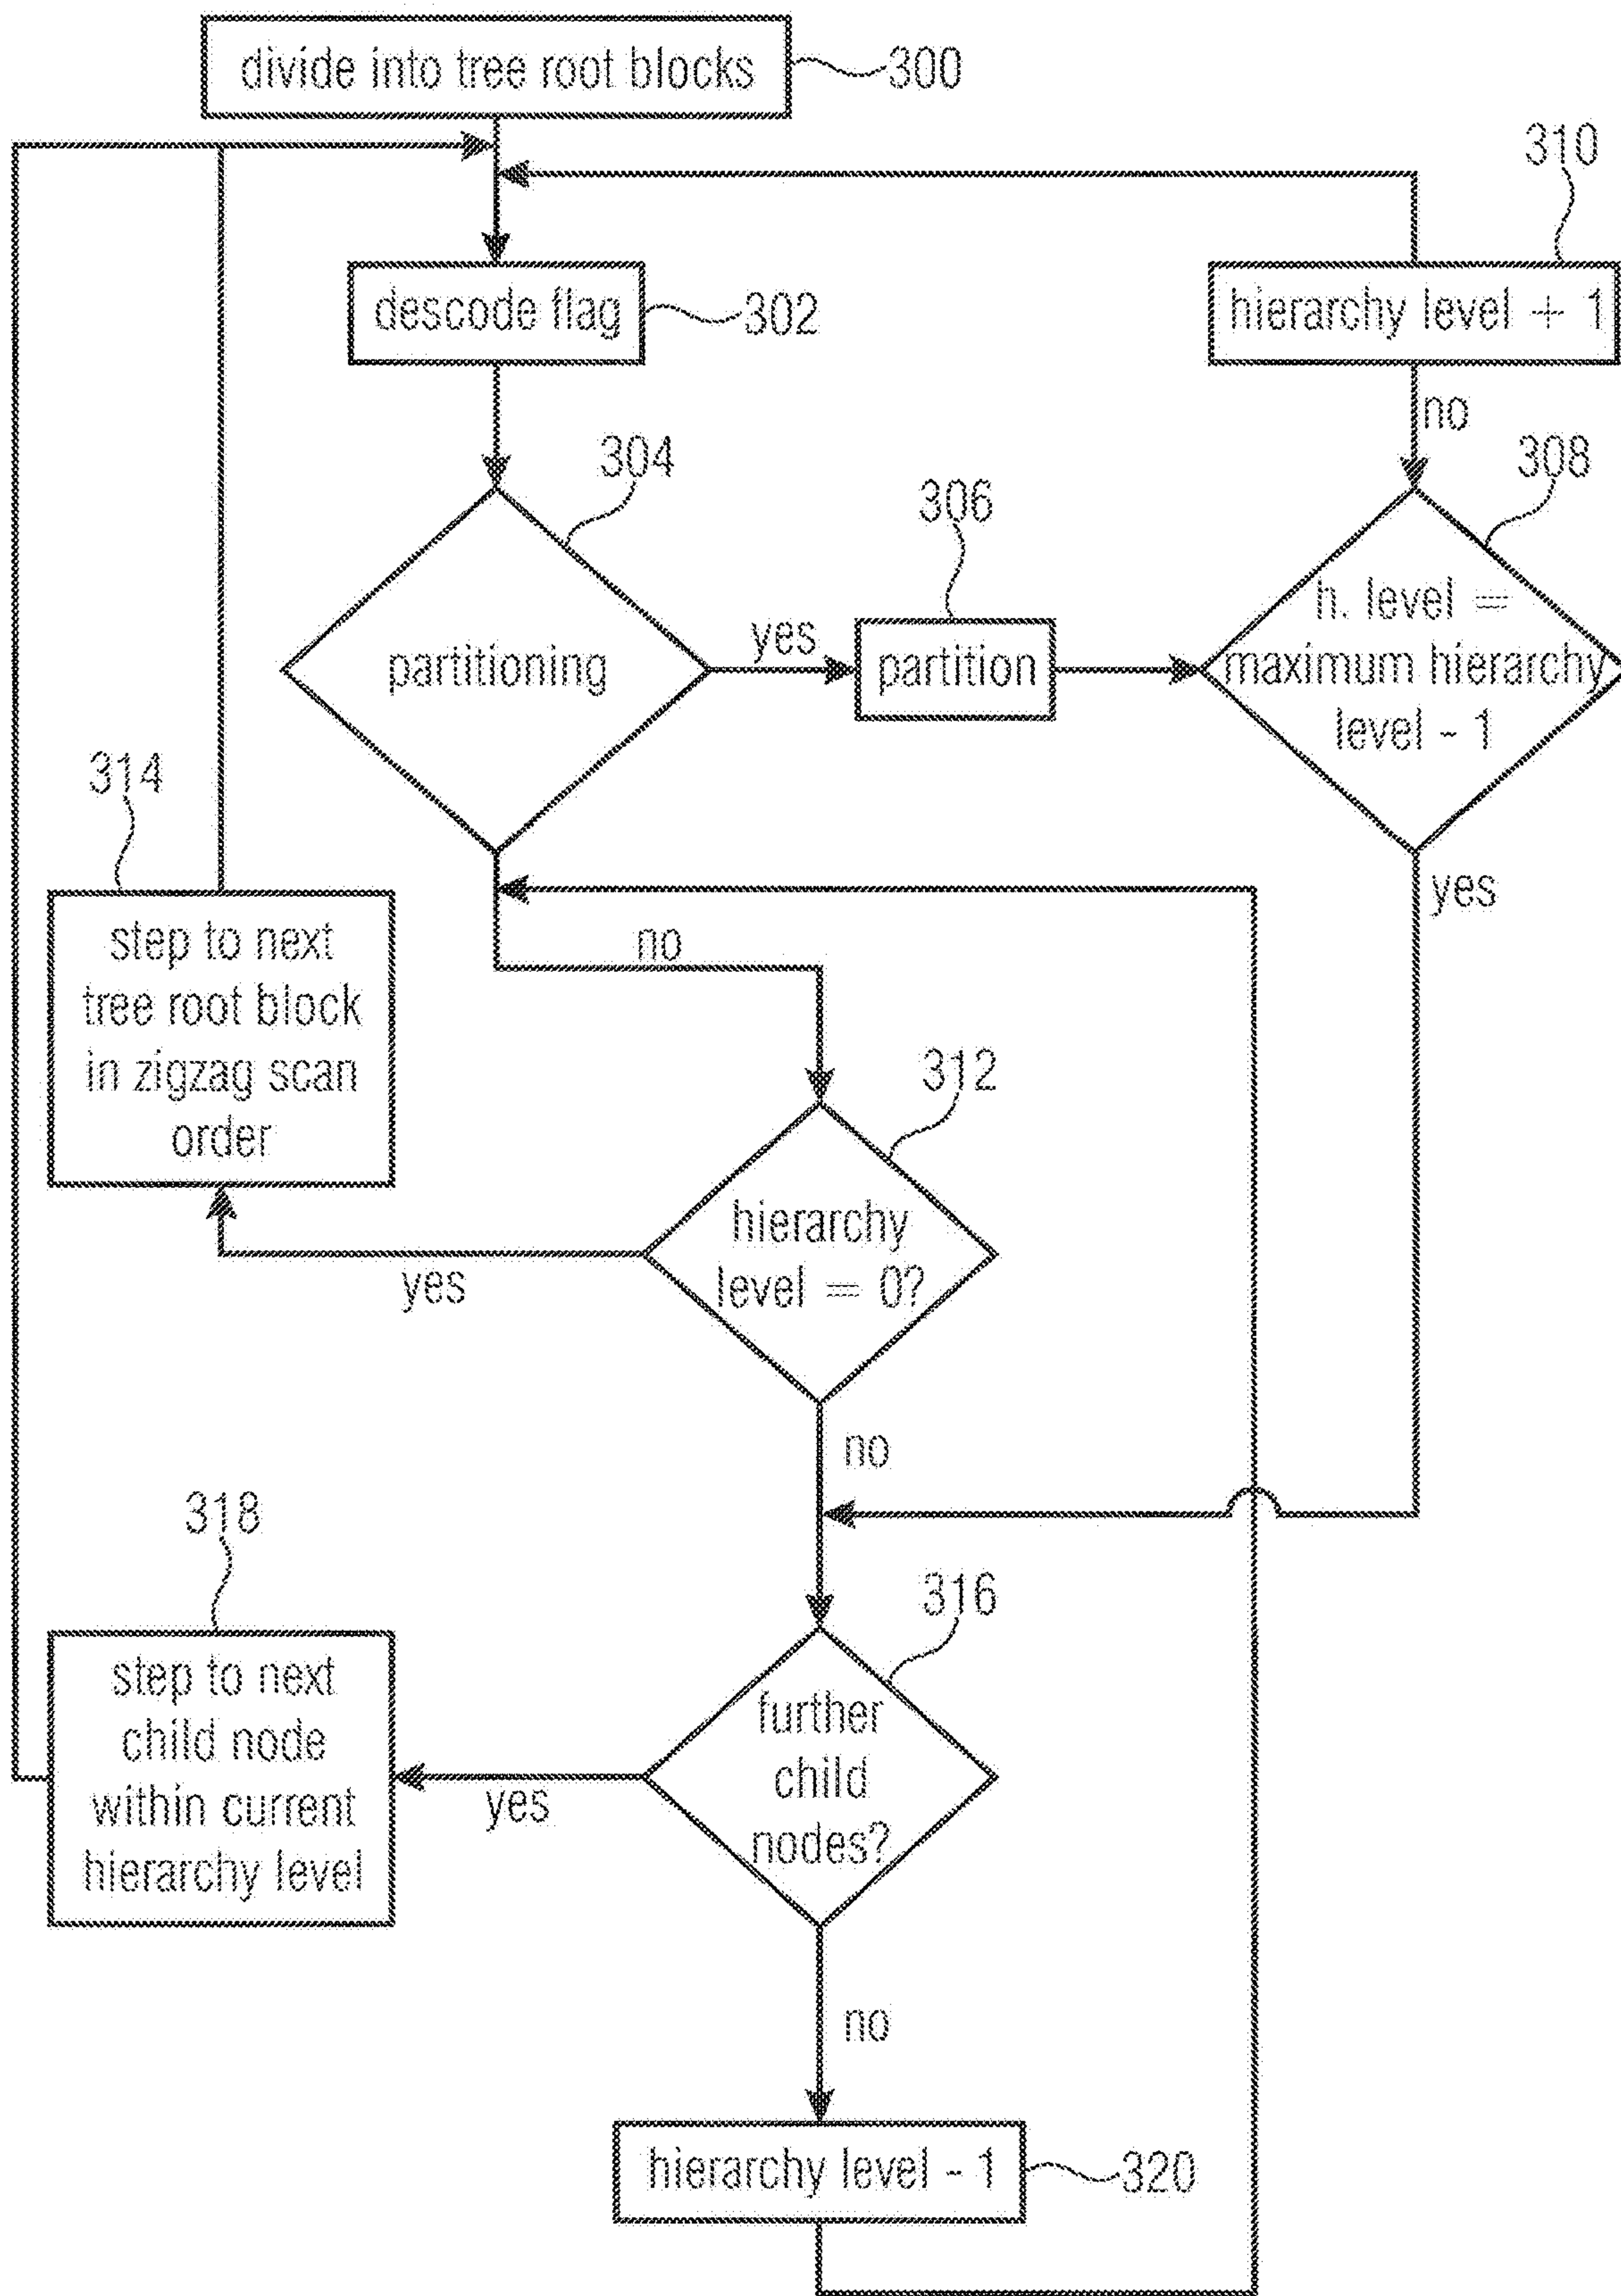 divide into tree root blocks
300
310
descode flag
302
hierarchy level + 1
no
304
306
308
partitioning
yes
partition
h. level =
maximum hierarchy
level - 1
314
yes
step to next
tree root block
in zigzag scan
order
no
312
hierarchy
level = 0?
yes
no
318
316
step to next
child node
within current
hierarchy level
further
child
nodes?
yes
no
hierarchy level - 1
320